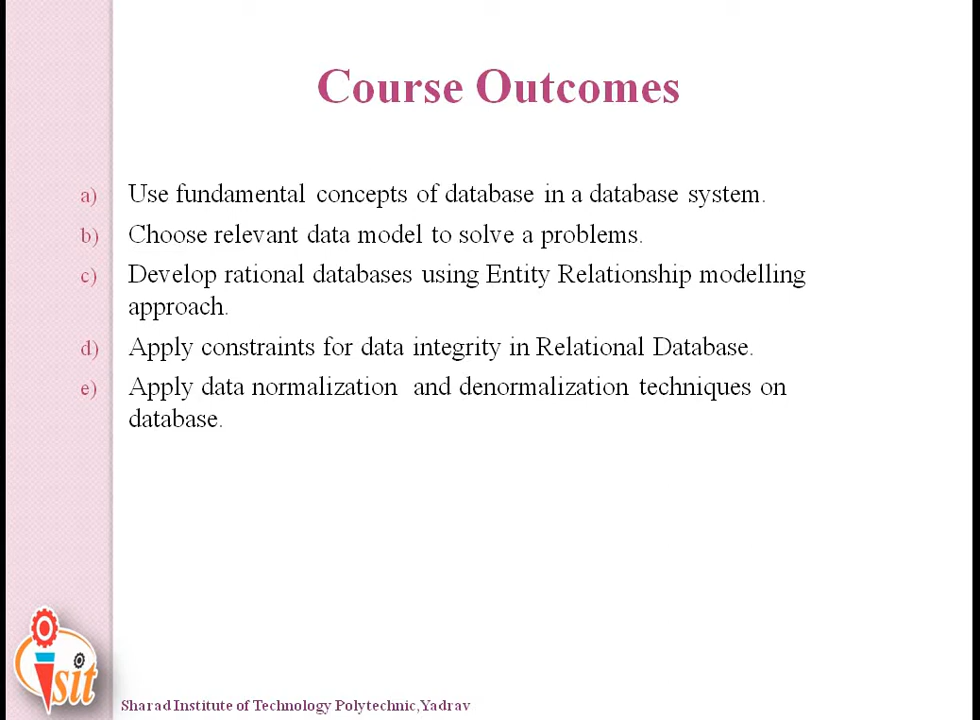 Course Outcomes
a) Use fundamental concepts of database in a database system.
b) Choose relevant data model to solve a problems.
c) Develop rational databases using Entity Relationship modelling
approach.
d) Apply constraints for data integrity in Relational Database.
e) Apply data normalization and denormalization techniques on
database.
sit
Sharad Institute of Technology Polytechnic,Yadrav